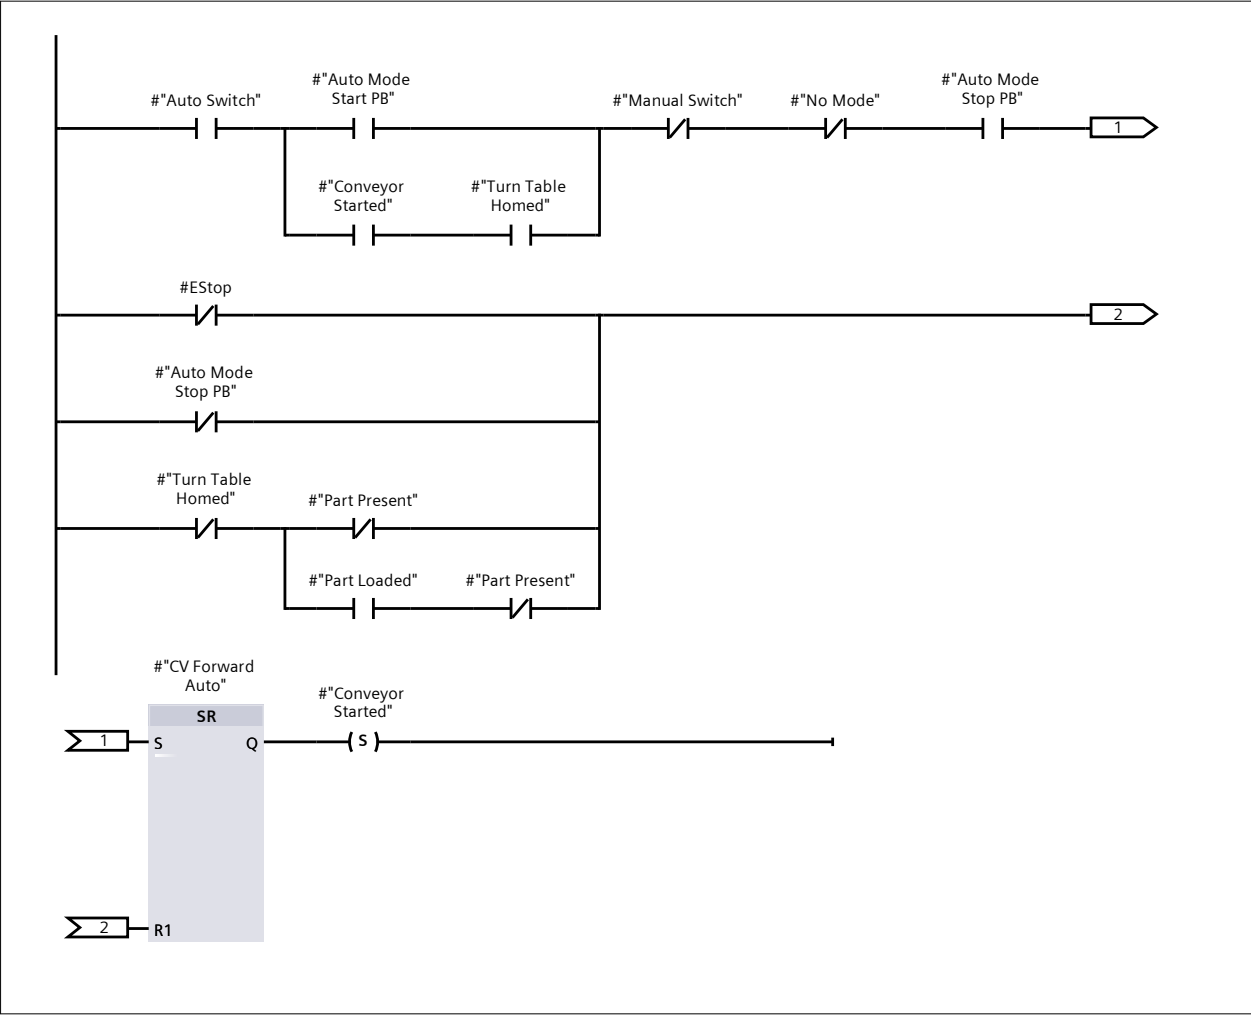 #"Auto Mode
Start PB"
#"Auto Mode
Stop PB"
#"Auto Switch"
#"Manual Switch"
#"No Mode"
1
#"Conveyor
Started"
#"Turn Table
Homed"
#EStop
2
#"Auto Mode
Stop PB"
#"Turn Table
Homed"
#"Part Present"
#"Part Loaded"
#"Part Present"
#"CV Forward
Auto"
#"Conveyor
Started"
SR
1
S
Q
S
2
R1